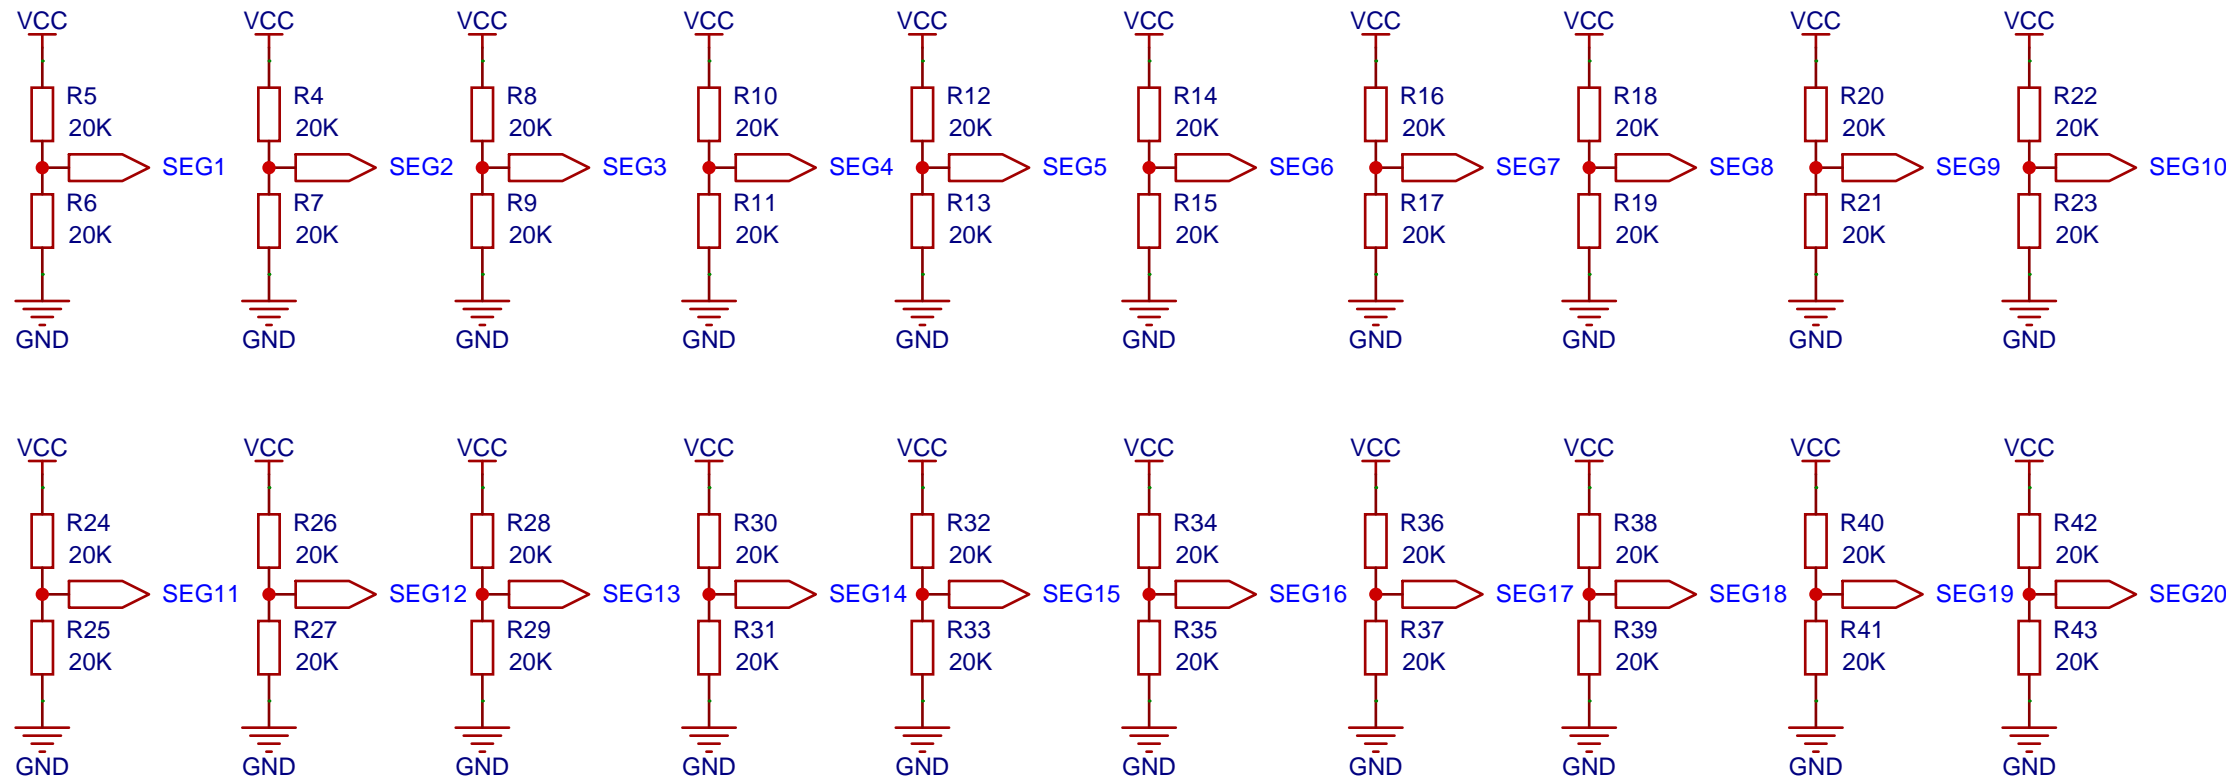 VCC VCC VCC VCC VCC VCC VCC VCC VCC VCC
R5 R4 R8 R10 R12 R14 R16 R18 R20 R22
20K 20K 20K 20K 20K 20K 20K 20K 20K 20K
SEG1 SEG2 SEG3 SEG4 SEG5 SEG6 SEG7 SEG8 SEG9 SEG10
R6 R7 R9 R11 R13 R15 R17 R19 R21 R23
20K 20K 20K 20K 20K 20K 20K 20K 20K 20K
GND GND GND GND GND GND GND GND GND GND
VCC VCC VCC VCC VCC VCC VCC VCC VCC VCC
R24 R26 R28 R30 R32 R34 R36 R38 R40 R42
20K 20K 20K 20K 20K 20K 20K 20K 20K 20K
SEG11 SEG12 SEG13 SEG14 SEG15 SEG16 SEG17 SEG18 SEG19 SEG20
R25 R27 R29 R31 R33 R35 R37 R39 R41 R43
20K 20K 20K 20K 20K 20K 20K 20K 20K 20K
GND GND GND GND GND GND GND GND GND GND